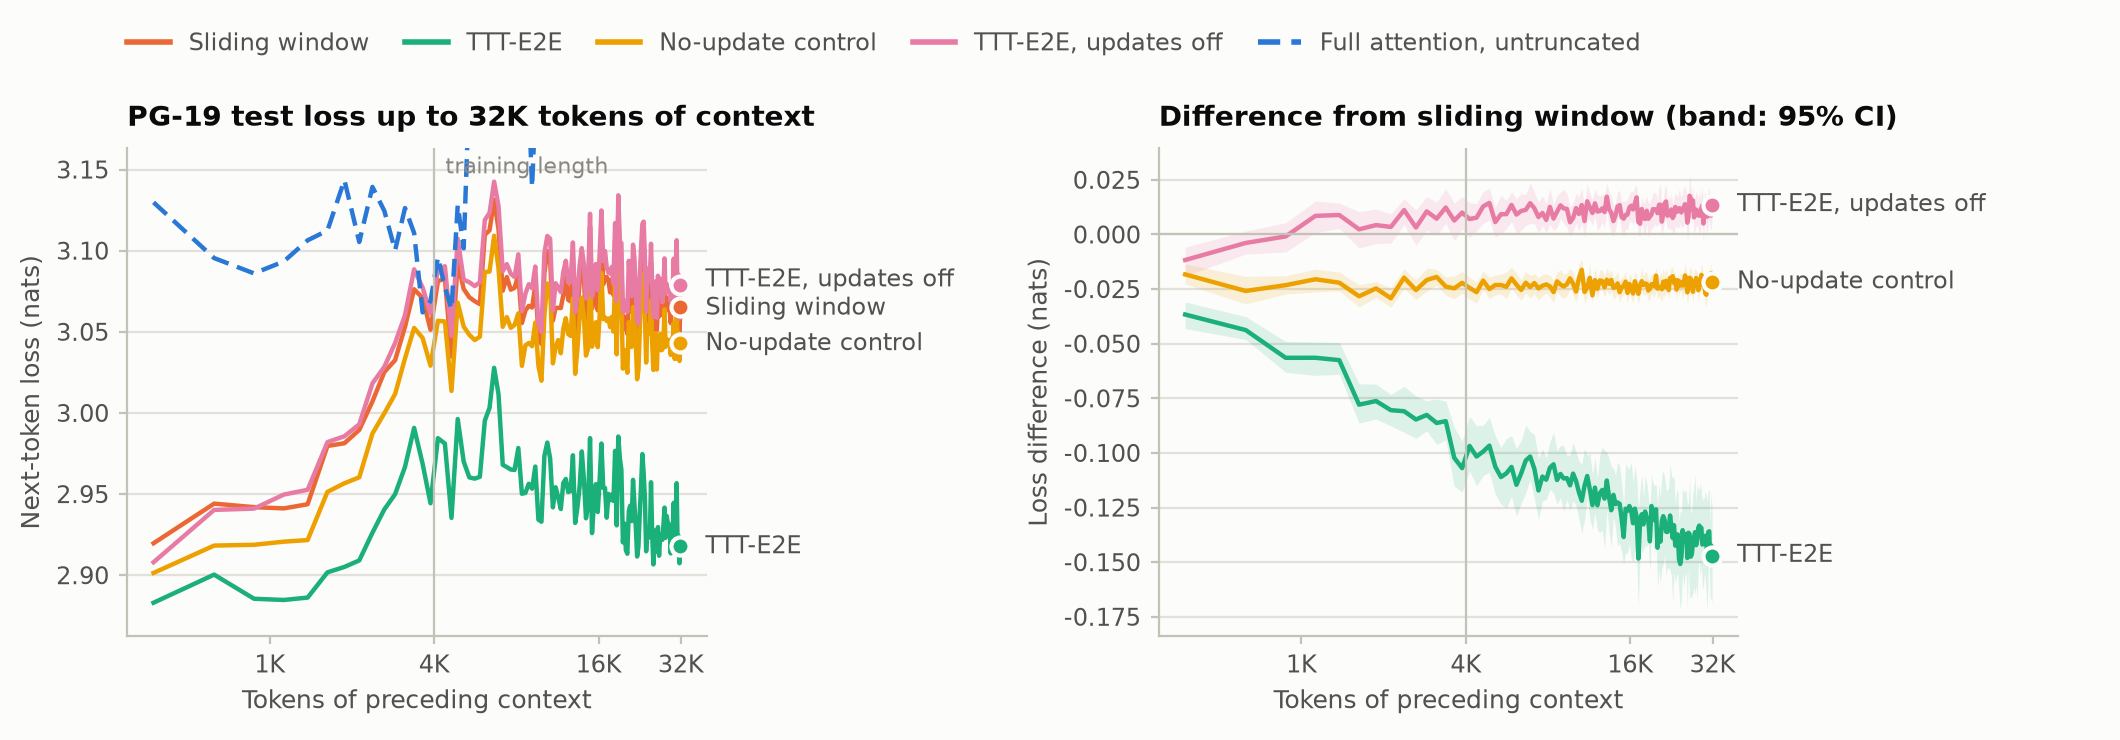 Sliding window  TTT-E2E  No-update control  TTT-E2E, updates off  Full attention, untruncated
PG-19 test loss up to 32K tokens of context
Next-token loss (nats)
3.15
3.10
3.05
3.00
2.95
2.90
training length
TTT-E2E, updates off
Sliding window
No-update control
TTT-E2E
1K 4K 16K 32K
Tokens of preceding context
Difference from sliding window (band: 95% CI)
Loss difference (nats)
0.025
0.000
-0.025
-0.050
-0.075
-0.100
-0.125
-0.150
-0.175
TTT-E2E, updates off
No-update control
TTT-E2E
1K 4K 16K 32K
Tokens of preceding context